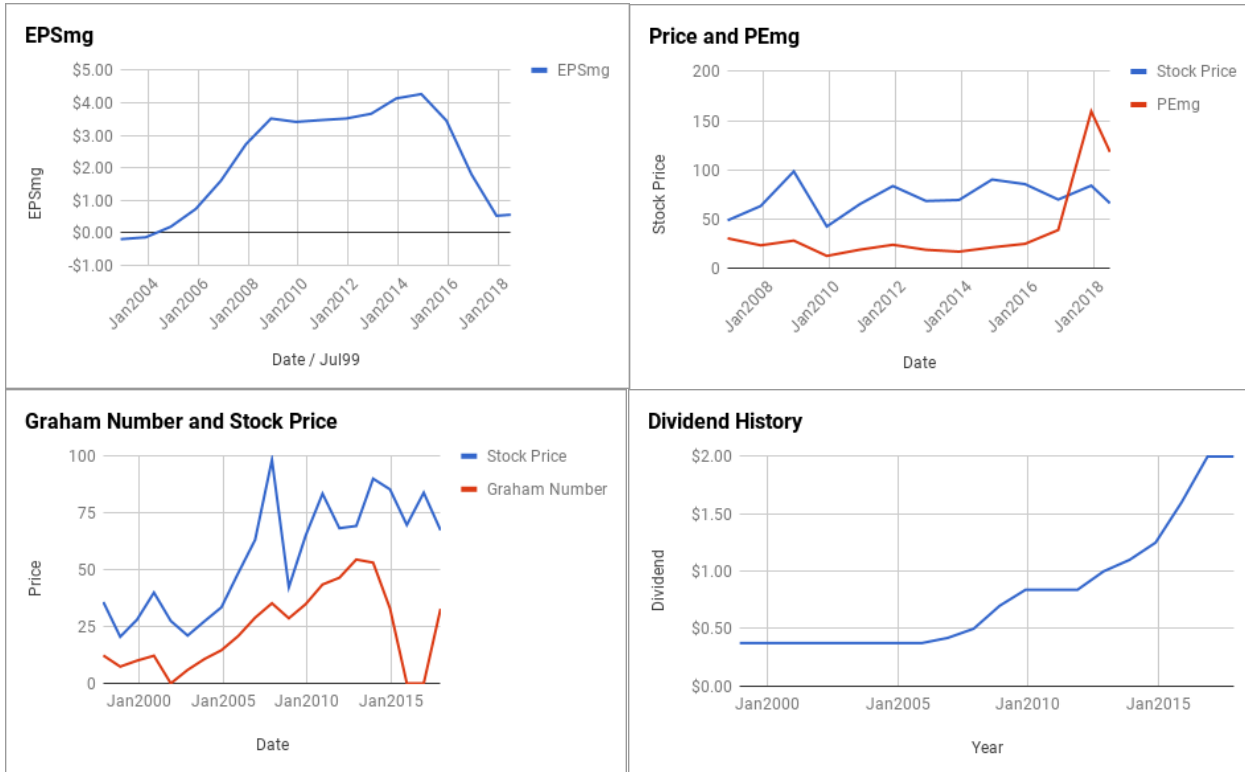 EPSmg
$5.00
$4.00
$3.00
$2.00
$1.00
$0.00
-$1.00
EPSmg
EPSmg
Jan2004
Jan2006
Jan2008
Jan2010
Jan2012
Jan2014
Jan2016
Jan2018
Date / Jul99
Price and PEmg
200
150
100
50
0
Stock Price
Stock Price
PEmg
Jan2008
Jan2010
Jan2012
Jan2014
Jan2016
Jan2018
Date
Graham Number and Stock Price
100
75
50
25
0
Price
Stock Price
Graham Number
Jan2000
Jan2005
Jan2010
Jan2015
Date
Dividend History
$2.00
$1.50
$1.00
$0.50
$0.00
Dividend
Jan2000
Jan2005
Jan2010
Jan2015
Year